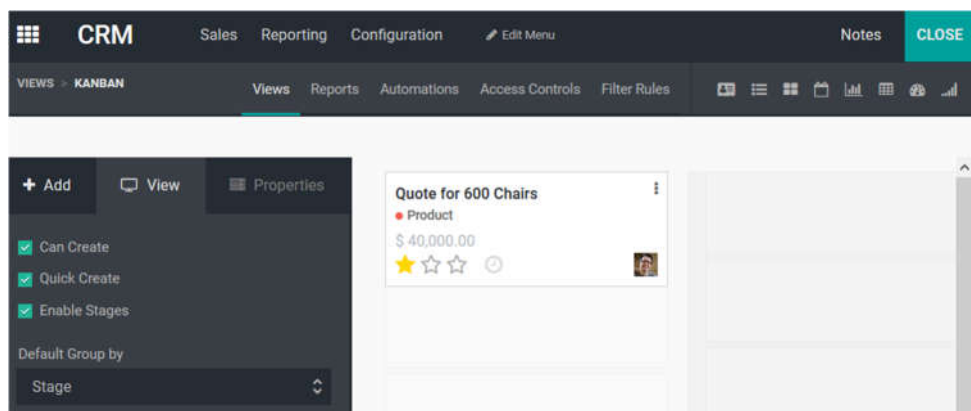 CRM Sales Reporting Configuration Edit Menu Notes CLOSE
VIEWS > KANBAN Views Reports Automations Access Controls Filter Rules
+ Add View Properties
Quote for 600 Chairs
Product
$ 40,000.00
Can Create
Quick Create
Enable Stages
Default Group by
Stage